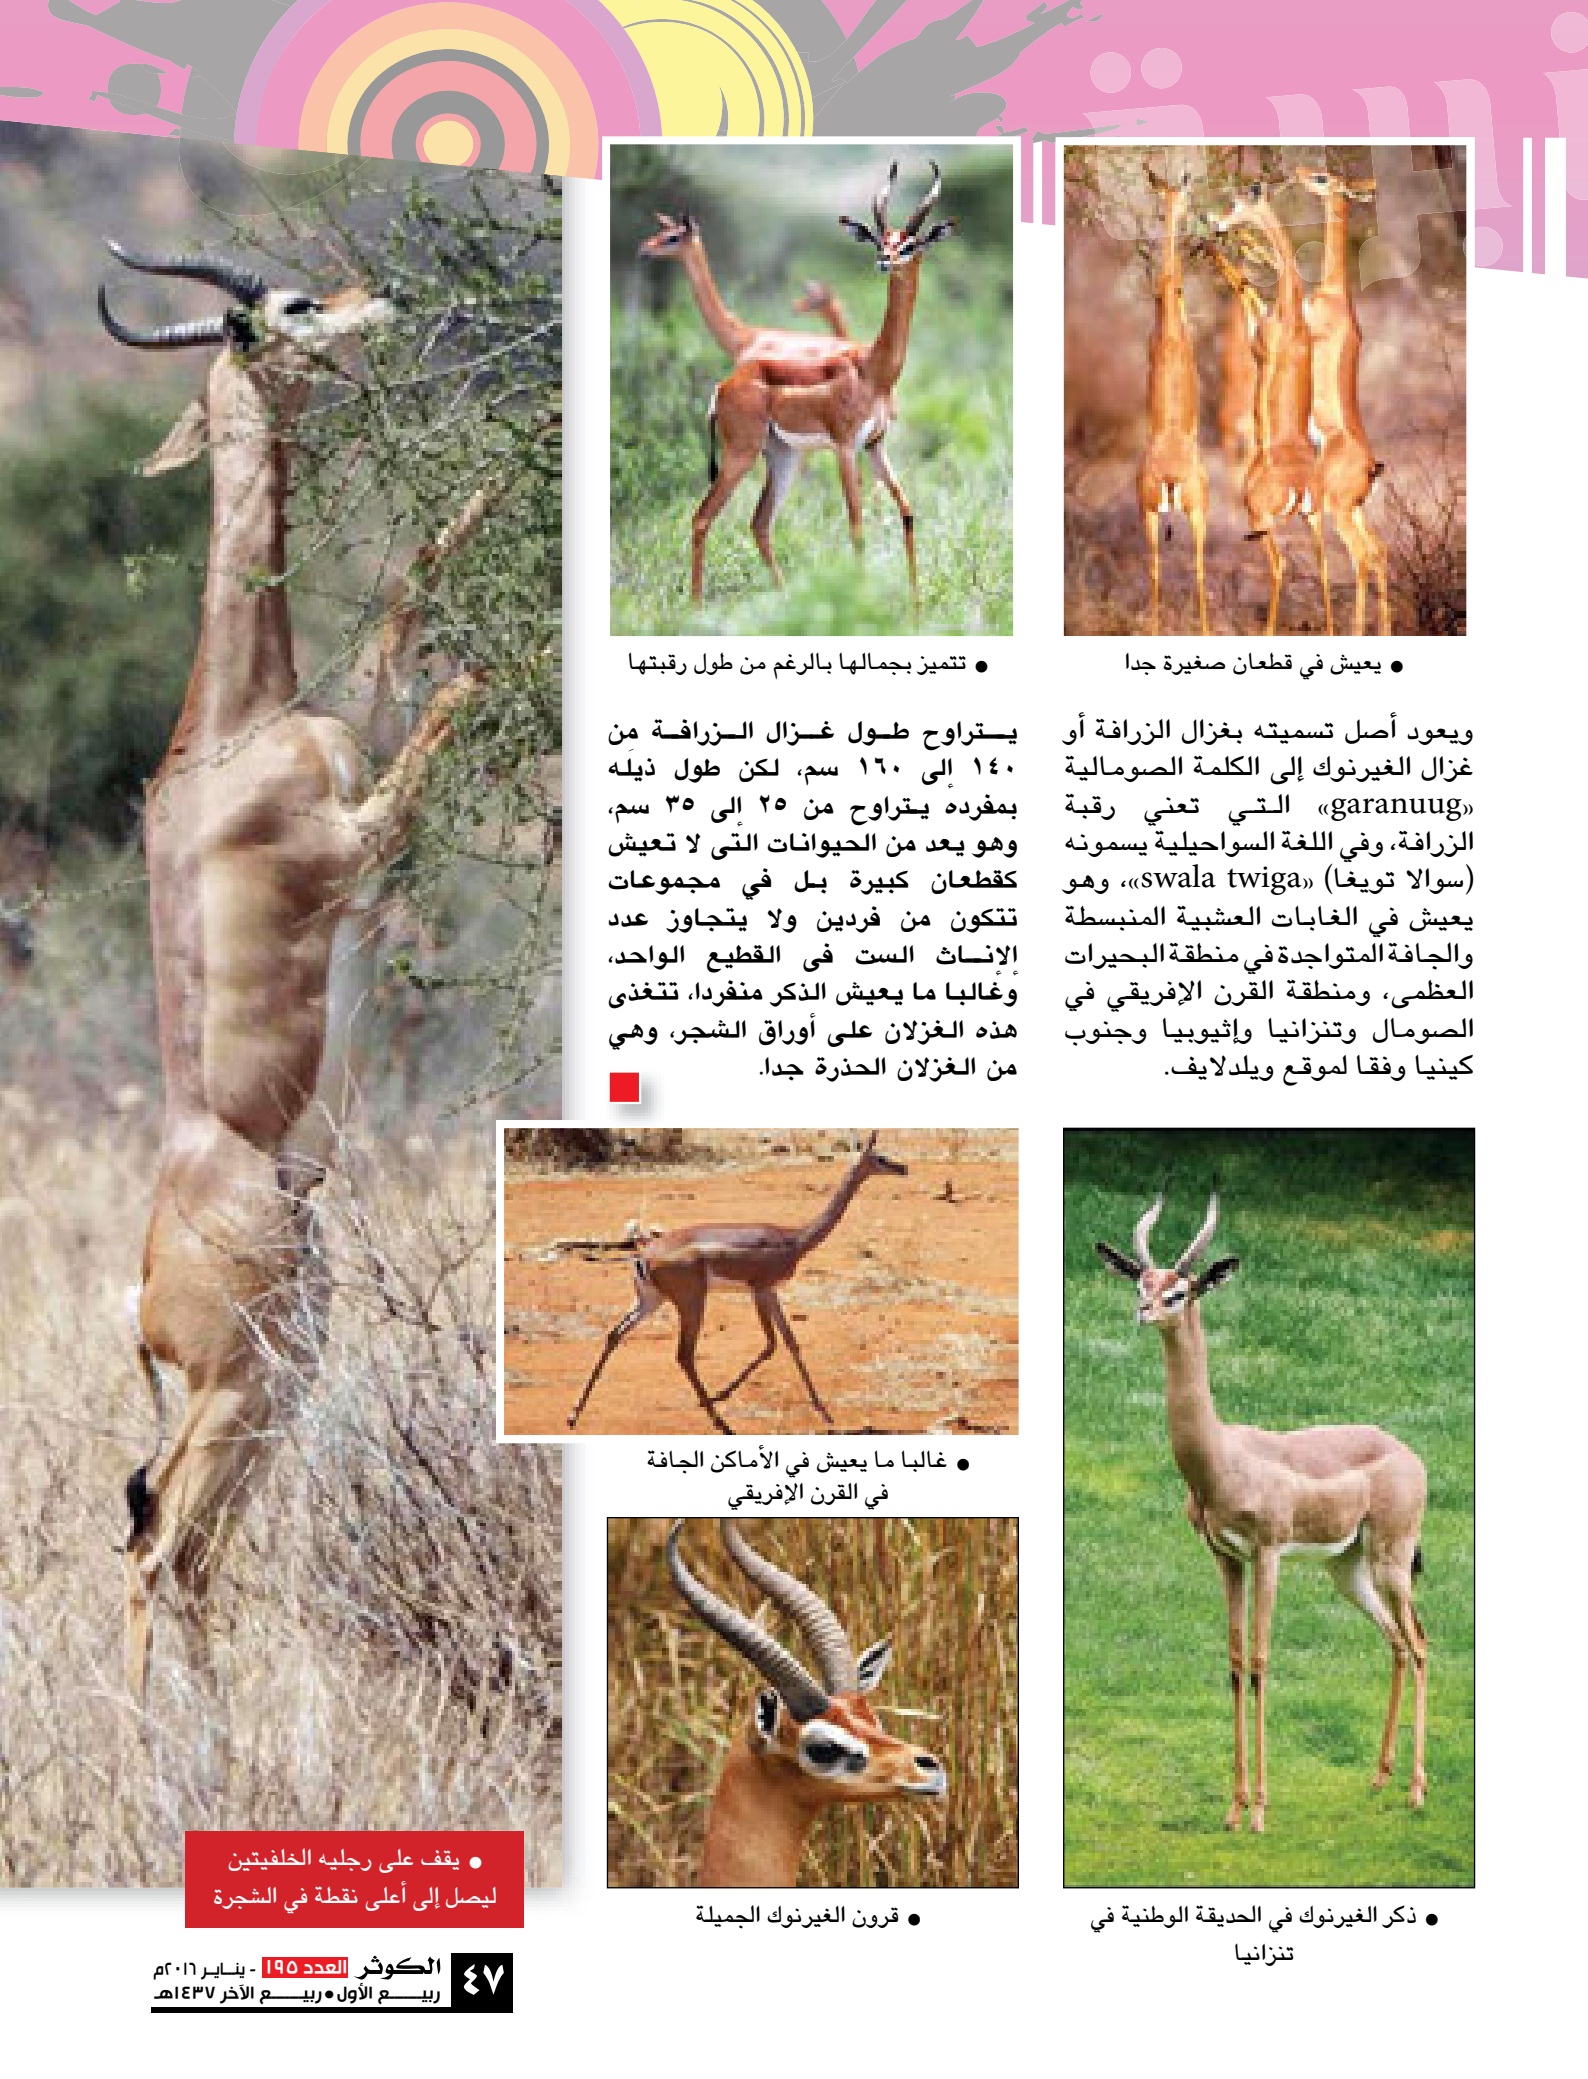 ● يعيش في قطعان صغيرة جدا
ويعود أصل تسميته بغزال الزرافة أو
غزال الغيرنوك إلى الكلمة الصومالية
«garanuug» التي تعني رقبة
الزرافة، وفي اللغة السواحيلية يسمونه
(سوالا تويغا) «swala twiga»، وهو
يعيش في الغابات العشبية المنبسطة
والجافة المتواجدة في منطقة البحيرات
العظمى، ومنطقة القرن الإفريقي في
الصومال وتنزانيا وإثيوبيا وجنوب
كينيا وفقا لموقع ويلدلايف.
● ذكر الغيرنوك في الحديقة الوطنية في
تنزانيا
● تتميز بجمالها بالرغم من طول رقبتها
يتراوح طول غزال الزرافة من
١٤٠ إلى ١٦٠ سم، لكن طول ذيله
بمفرده يتراوح من ٢٥ إلى ٣٥ سم،
وهو يعد من الحيوانات التى لا تعيش
كقطعان كبيرة بل في مجموعات
تتكون من فردين ولا يتجاوز عدد
الإناث الست فى القطيع الواحد،
وغالبا ما يعيش الذكر منفردا، تتغذى
هذه الغزلان على أوراق الشجر، وهي
من الغزلان الحذرة جدا.
● غالبا ما يعيش في الأماكن الجافة
في القرن الإفريقي
● قرون الغيرنوك الجميلة
● يقف على رجليه الخلفيتين
ليصل إلى أعلى نقطة في الشجرة
٤٧
الكوثر العدد ١٩٥ - يناير ٢٠١٦م
ربيع الأول ● ربيع الآخر ١٤٣٧هـ